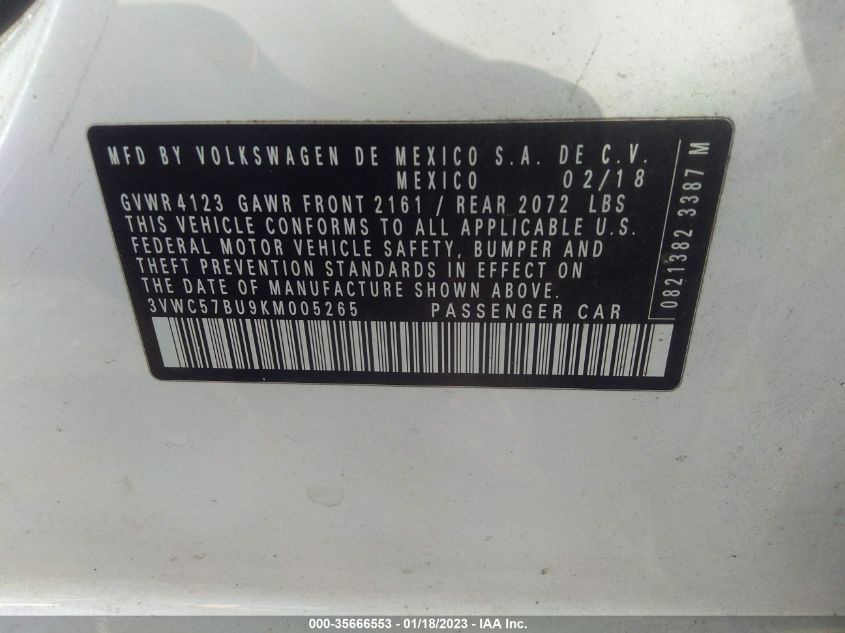 MFD BY VOLKSWAGEN DE MEXICO S.A. DE C.V.
MEXICO 02/18
GVWR 4123 GAWR FRONT 2161 / REAR 2072 LBS
THIS VEHICLE CONFORMS TO ALL APPLICABLE U.S.
FEDERAL MOTOR VEHICLE SAFETY, BUMPER AND
THEFT PREVENTION STANDARDS IN EFFECT ON
THE DATE OF MANUFACTURE SHOWN ABOVE.
3VWC57BU9KM005265 PASSENGER CAR
0821382 3387 M
000-35666553 — 01/18/2023 — IAA Inc.